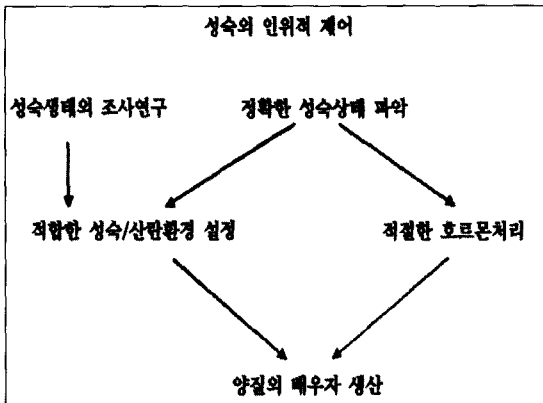 성숙의 인위적 제어
성숙생태의 조사연구 정확한 성숙상태 파악
적합한 성숙/산란환경 설정 적절한 호르몬처리
양질의 배우자 생산